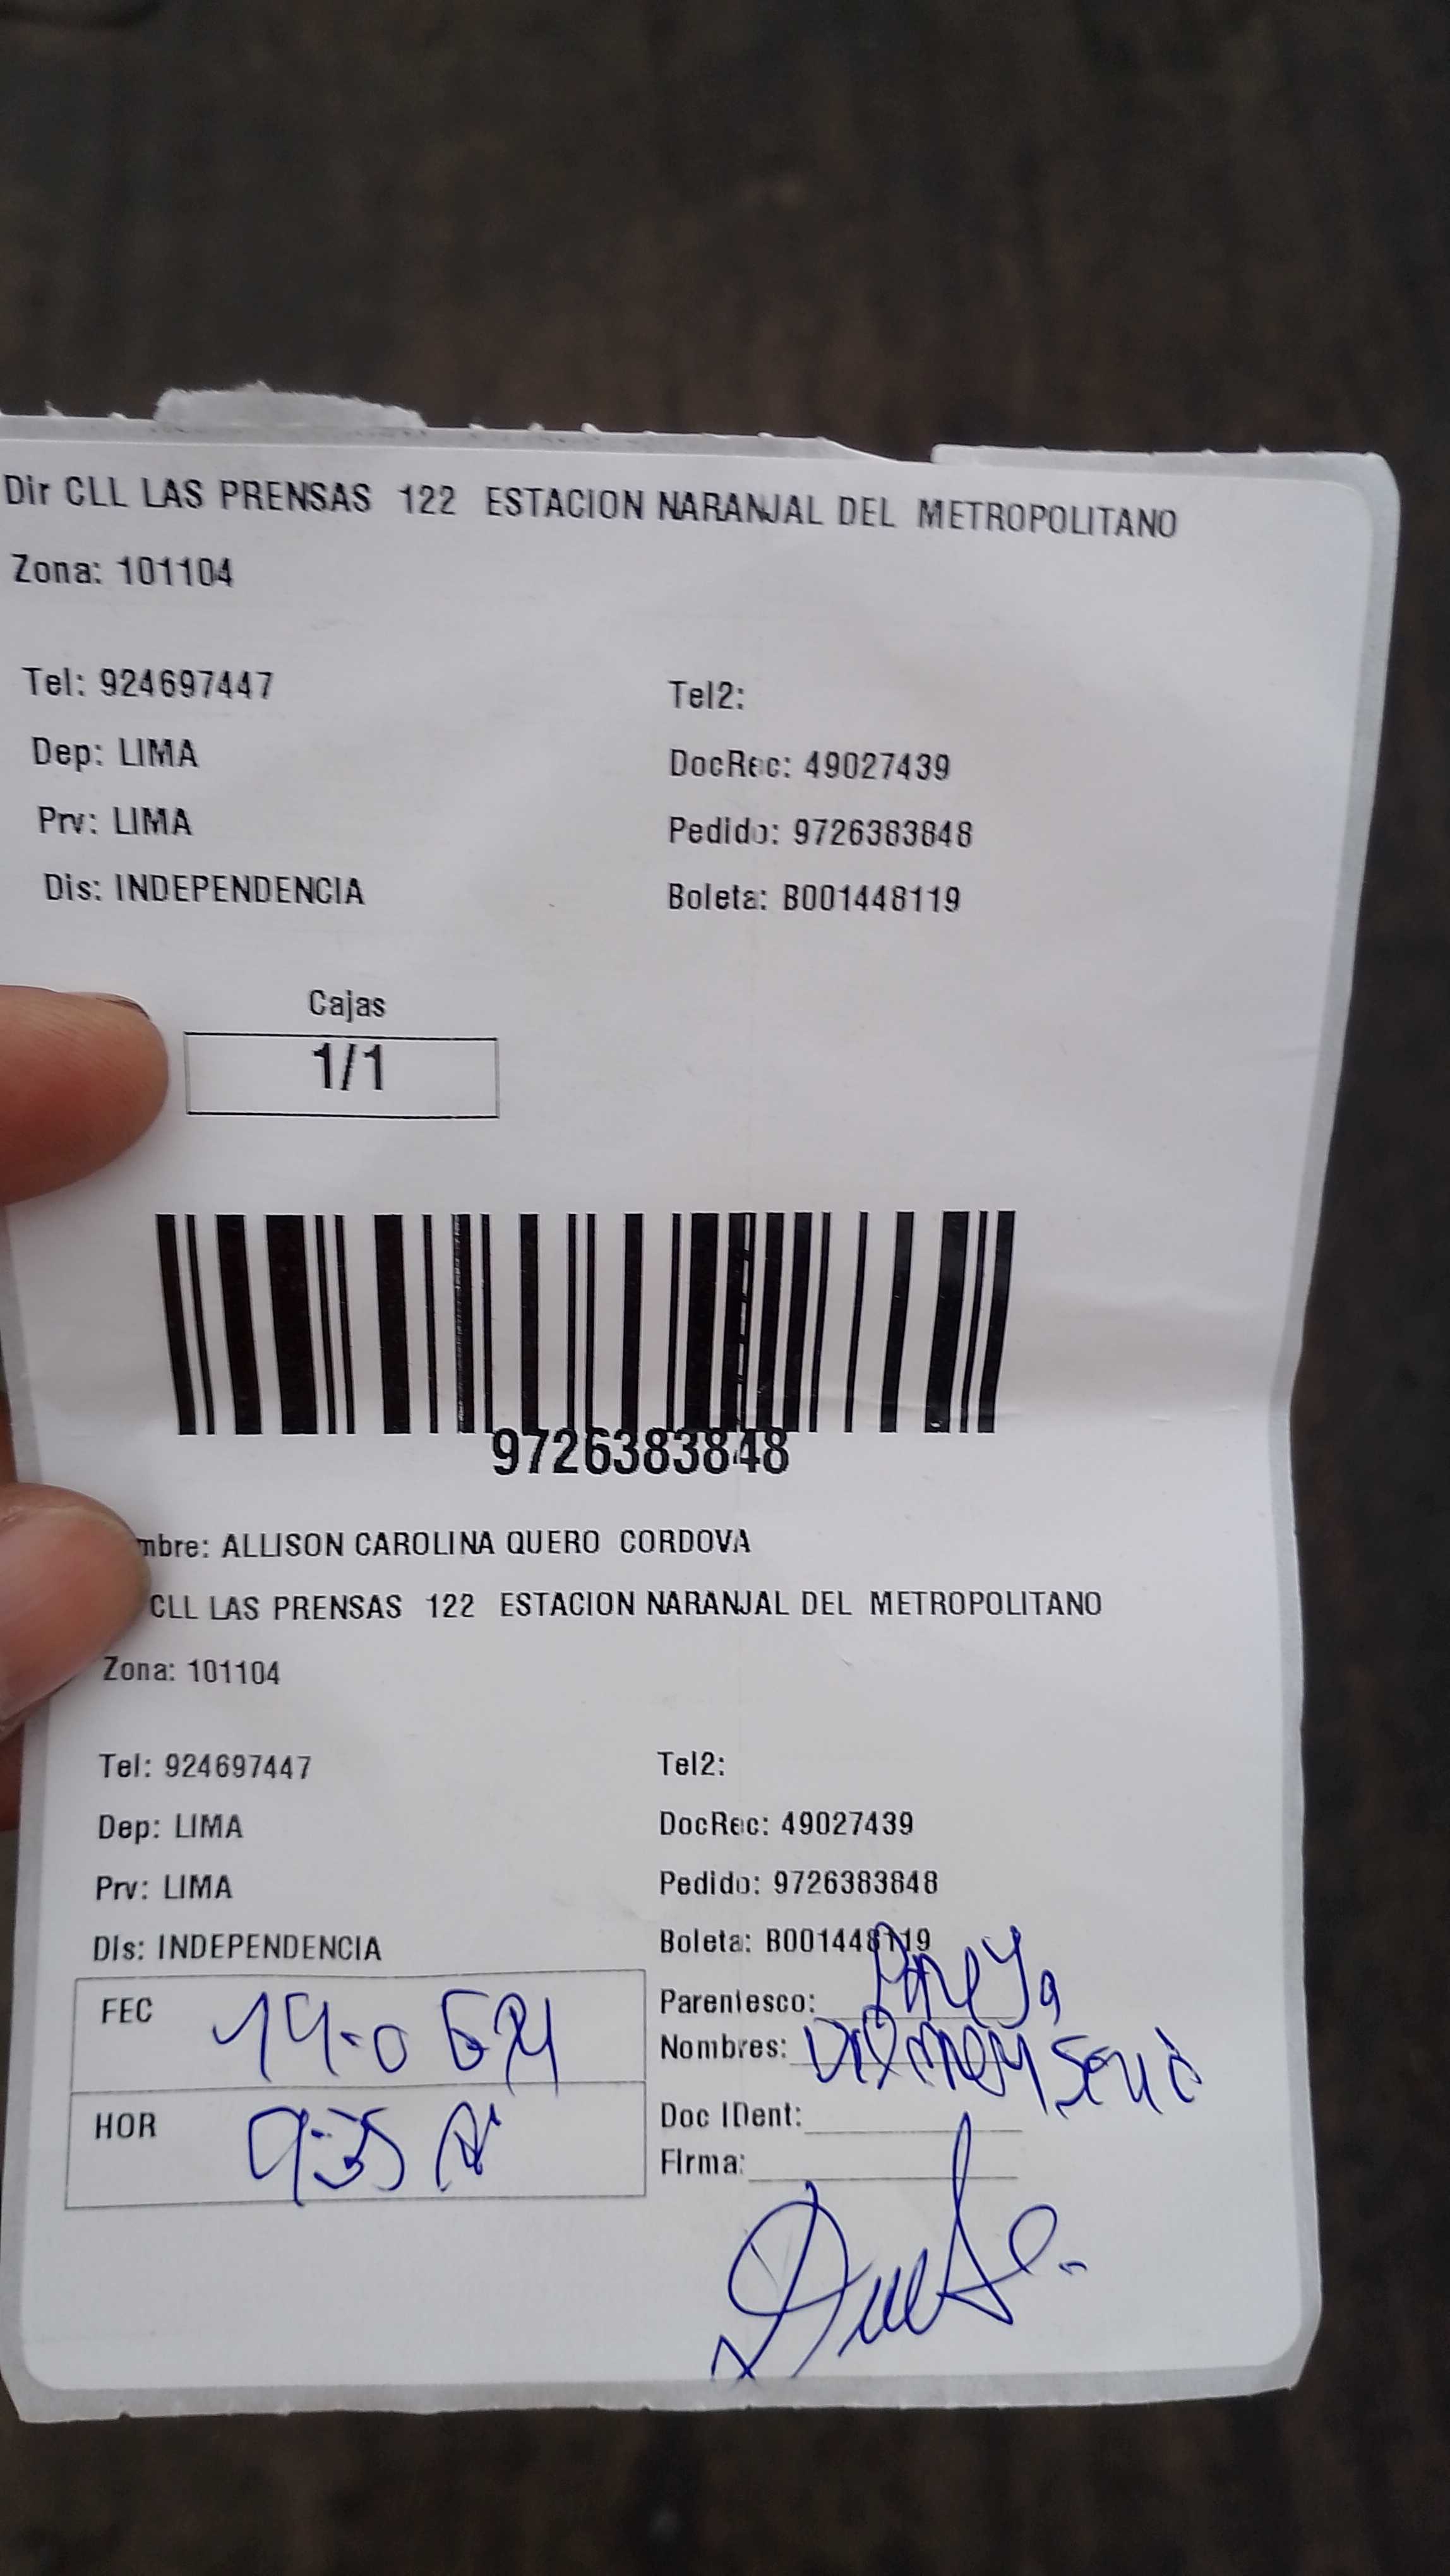 Dir CLL LAS PRENSAS 122 ESTACION NARANJAL DEL METROPOLITANO
Zona: 101104
Tel: 924697447 Tel2:
Dep: LIMA DocRec: 49027439
Prv: LIMA Pedido: 9726383848
Dis: INDEPENDENCIA Boleta: B001448119
Cajas
1/1
9726383848
mbre: ALLISON CAROLINA QUERO CORDOVA
CLL LAS PRENSAS 122 ESTACION NARANJAL DEL METROPOLITANO
Zona: 101104
Tel: 924697447 Tel2:
Dep: LIMA DocRec: 49027439
Prv: LIMA Pedido: 9726383848
Dis: INDEPENDENCIA Boleta: B001448119
FEC Parentesco:
Nombres:
HOR Doc IDent:
Firma: